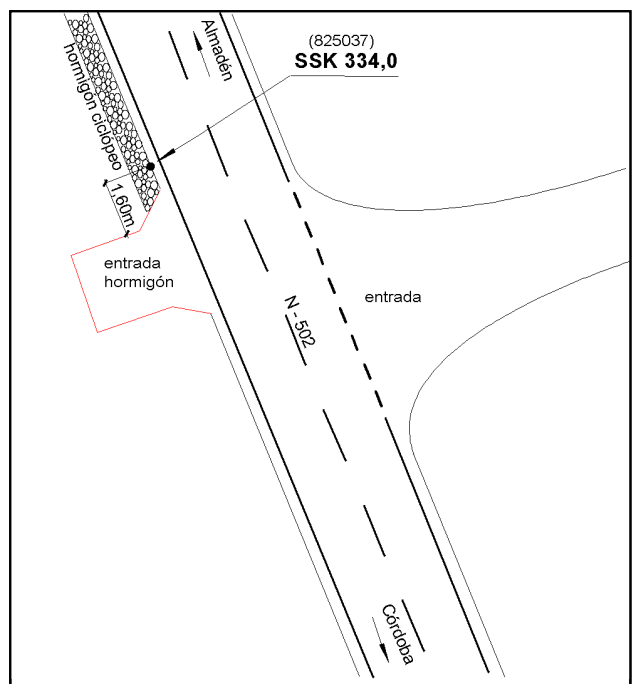 (825037)
SSK 334,0
Almadén
hormigón ciclópeo
1,60m
entrada
hormigón
entrada
N - 502
Córdoba